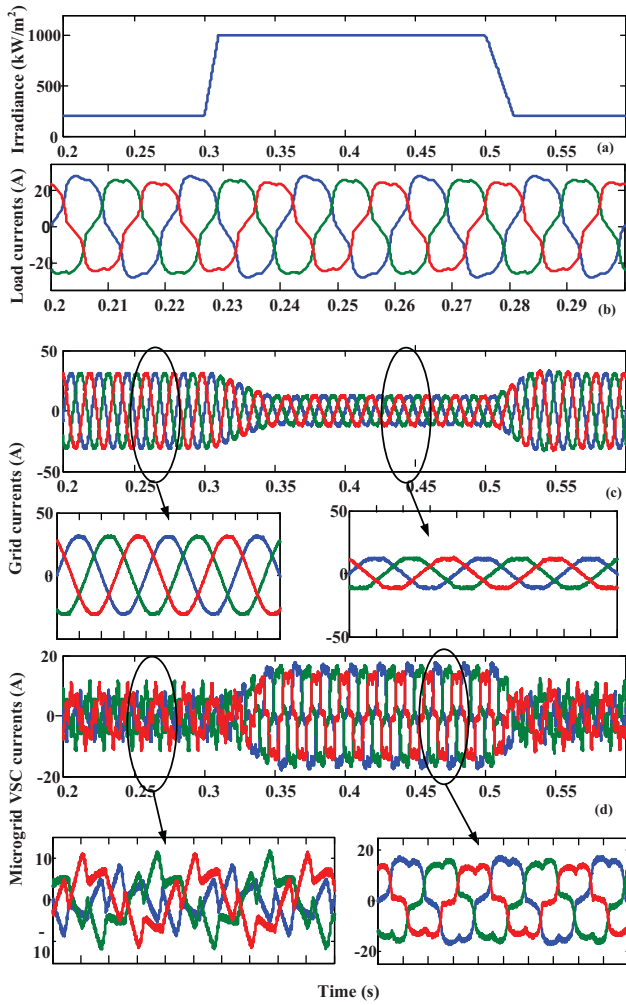 Irradiance (kW/m²)
1000
500
0
0.2 0.25 0.3 0.35 0.4 0.45 0.5 0.55
(a)
Load currents (A)
20
0
-20
0.2 0.21 0.22 0.23 0.24 0.25 0.26 0.27 0.28 0.29
(b)
Grid currents (A)
50
0
-50
0.2 0.25 0.3 0.35 0.4 0.45 0.5 0.55
(c)
50
0
-50
50
0
-50
Microgrid VSC currents (A)
20
0
-20
0.2 0.25 0.3 0.35 0.4 0.45 0.5 0.55
(d)
10
0
-
10
20
0
-20
Time (s)